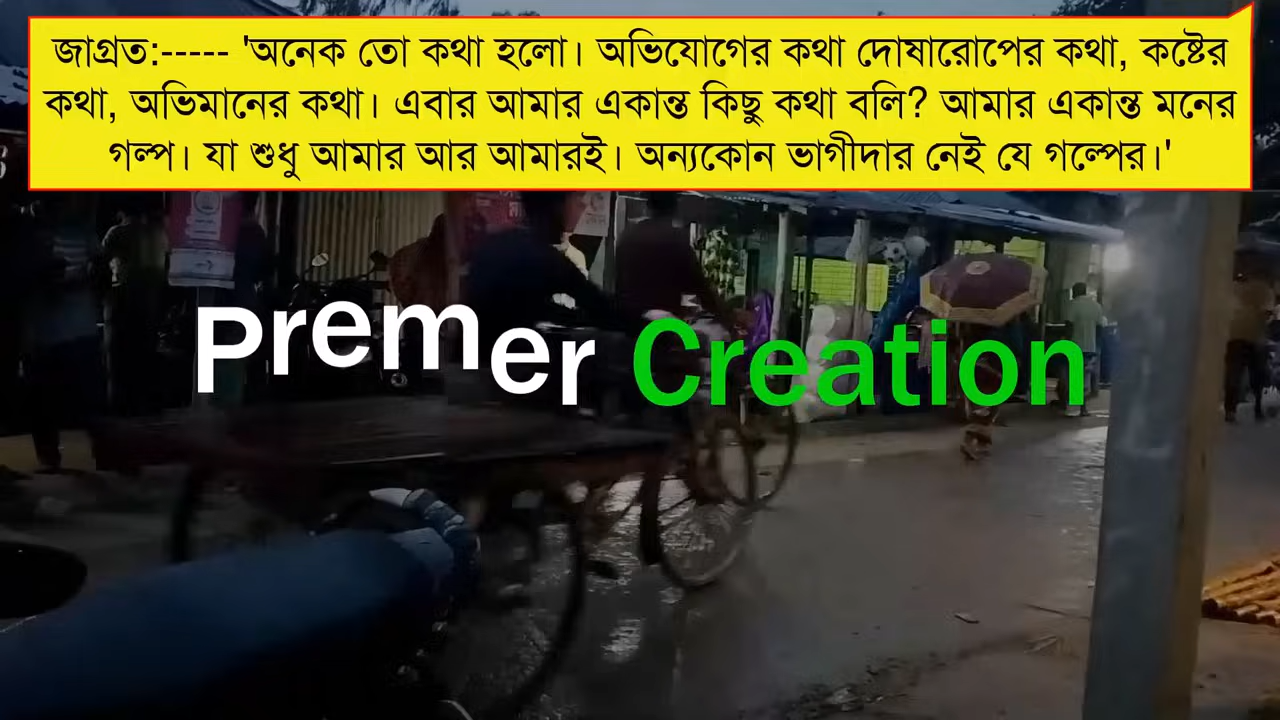 জাগ্রত:----- 'অনেক তো কথা হলো। অভিযোগের কথা দোষারোপের কথা, কষ্টের
কথা, অভিমানের কথা। এবার আমার একান্ত কিছু কথা বলি? আমার একান্ত মনের
গল্প। যা শুধু আমার আর আমারই। অন্যকোন ভাগীদার নেই যে গল্পের।'
Premer Creation